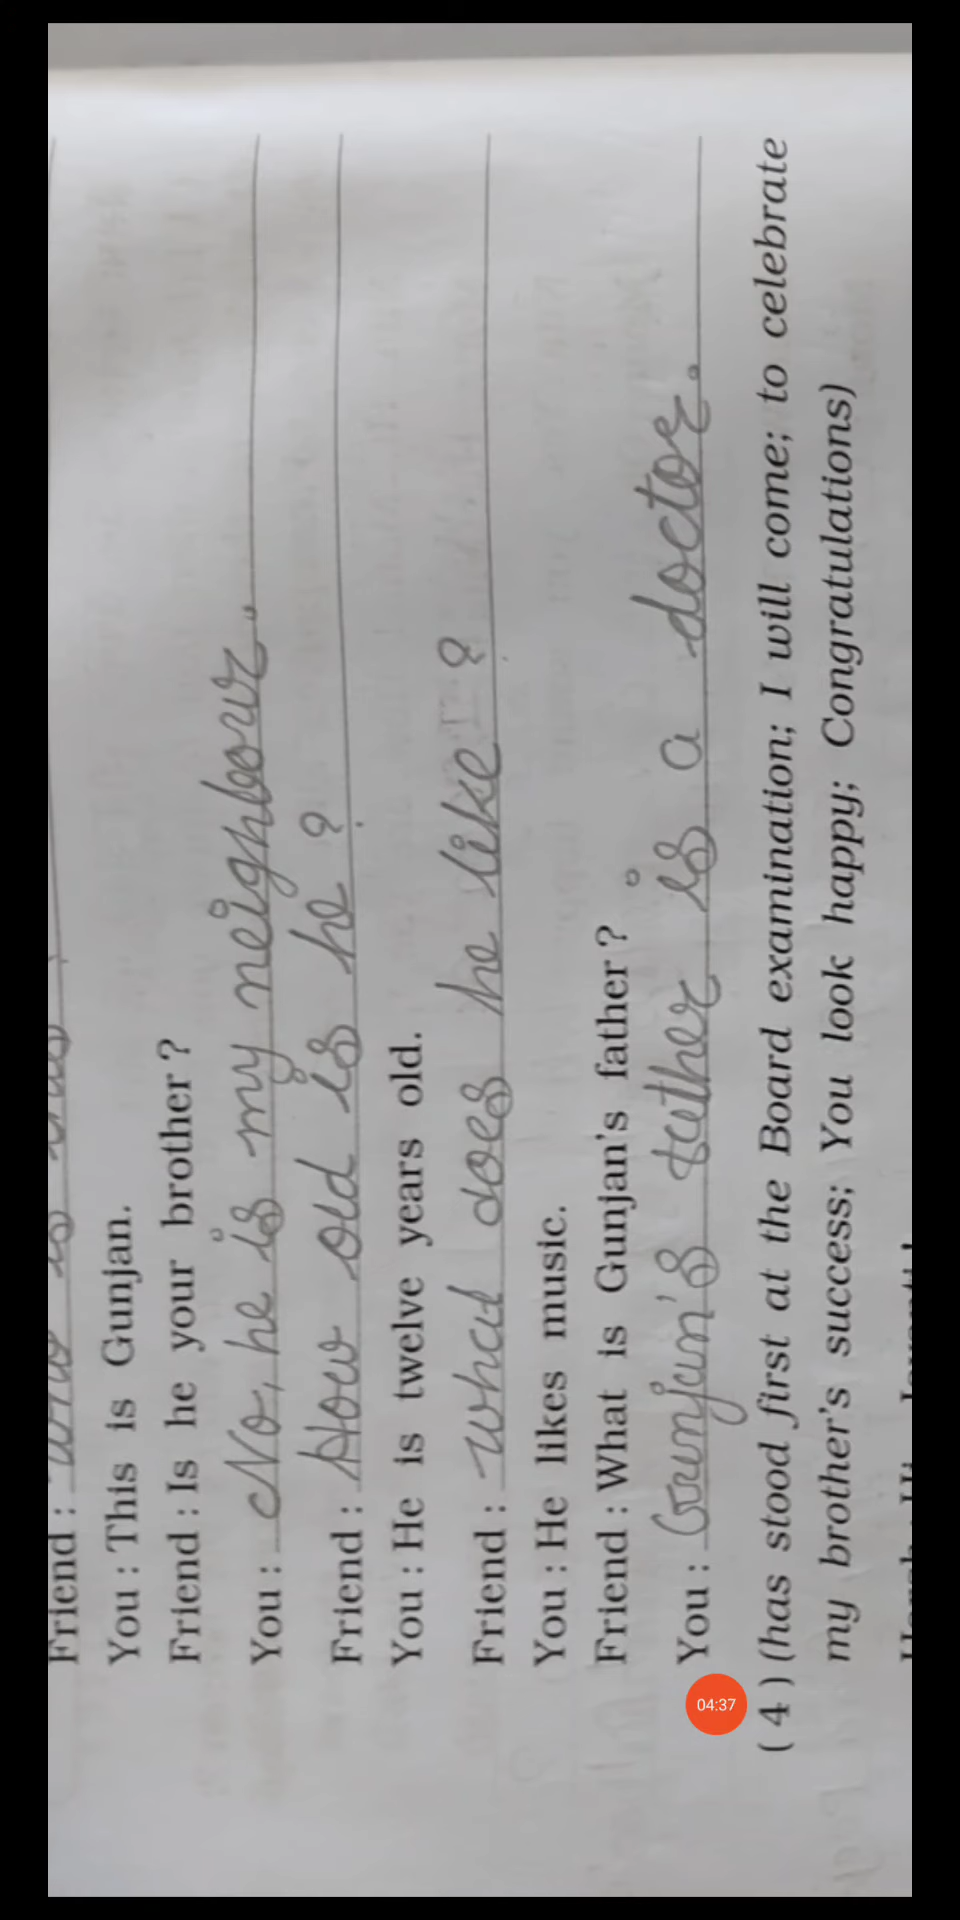 Friend :
You : This is Gunjan.
Friend : Is he your brother ?
You : No, he is my neighbour.
Friend : How old is he ?
You : He is twelve years old.
Friend : what does he like ?
You : He likes music.
Friend : What is Gunjan's father ?
You : Gunjan's father is a doctor.
( 4 ) (has stood first at the Board examination; I will come; to celebrate
my brother's success; You look happy; Congratulations)
04:37